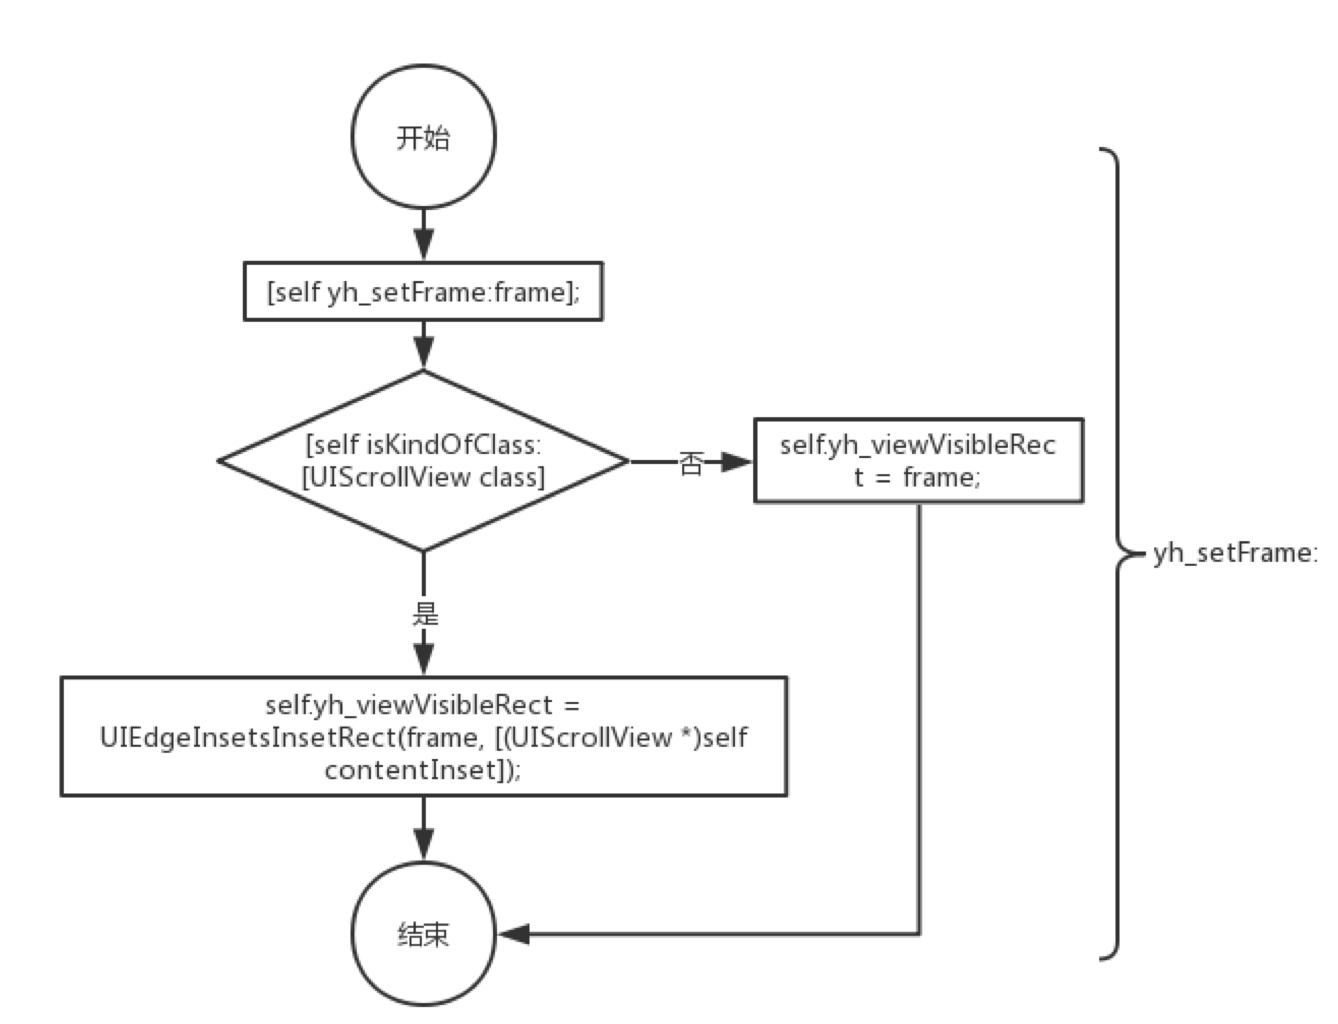 开始
[self yh_setFrame:frame];
[self isKindOfClass:
[UIScrollView class]
否
self.yh_viewVisibleRec
t = frame;
yh_setFrame:
是
self.yh_viewVisibleRect =
UIEdgeInsetsInsetRect(frame, [(UIScrollView *)self
contentInset]);
结束